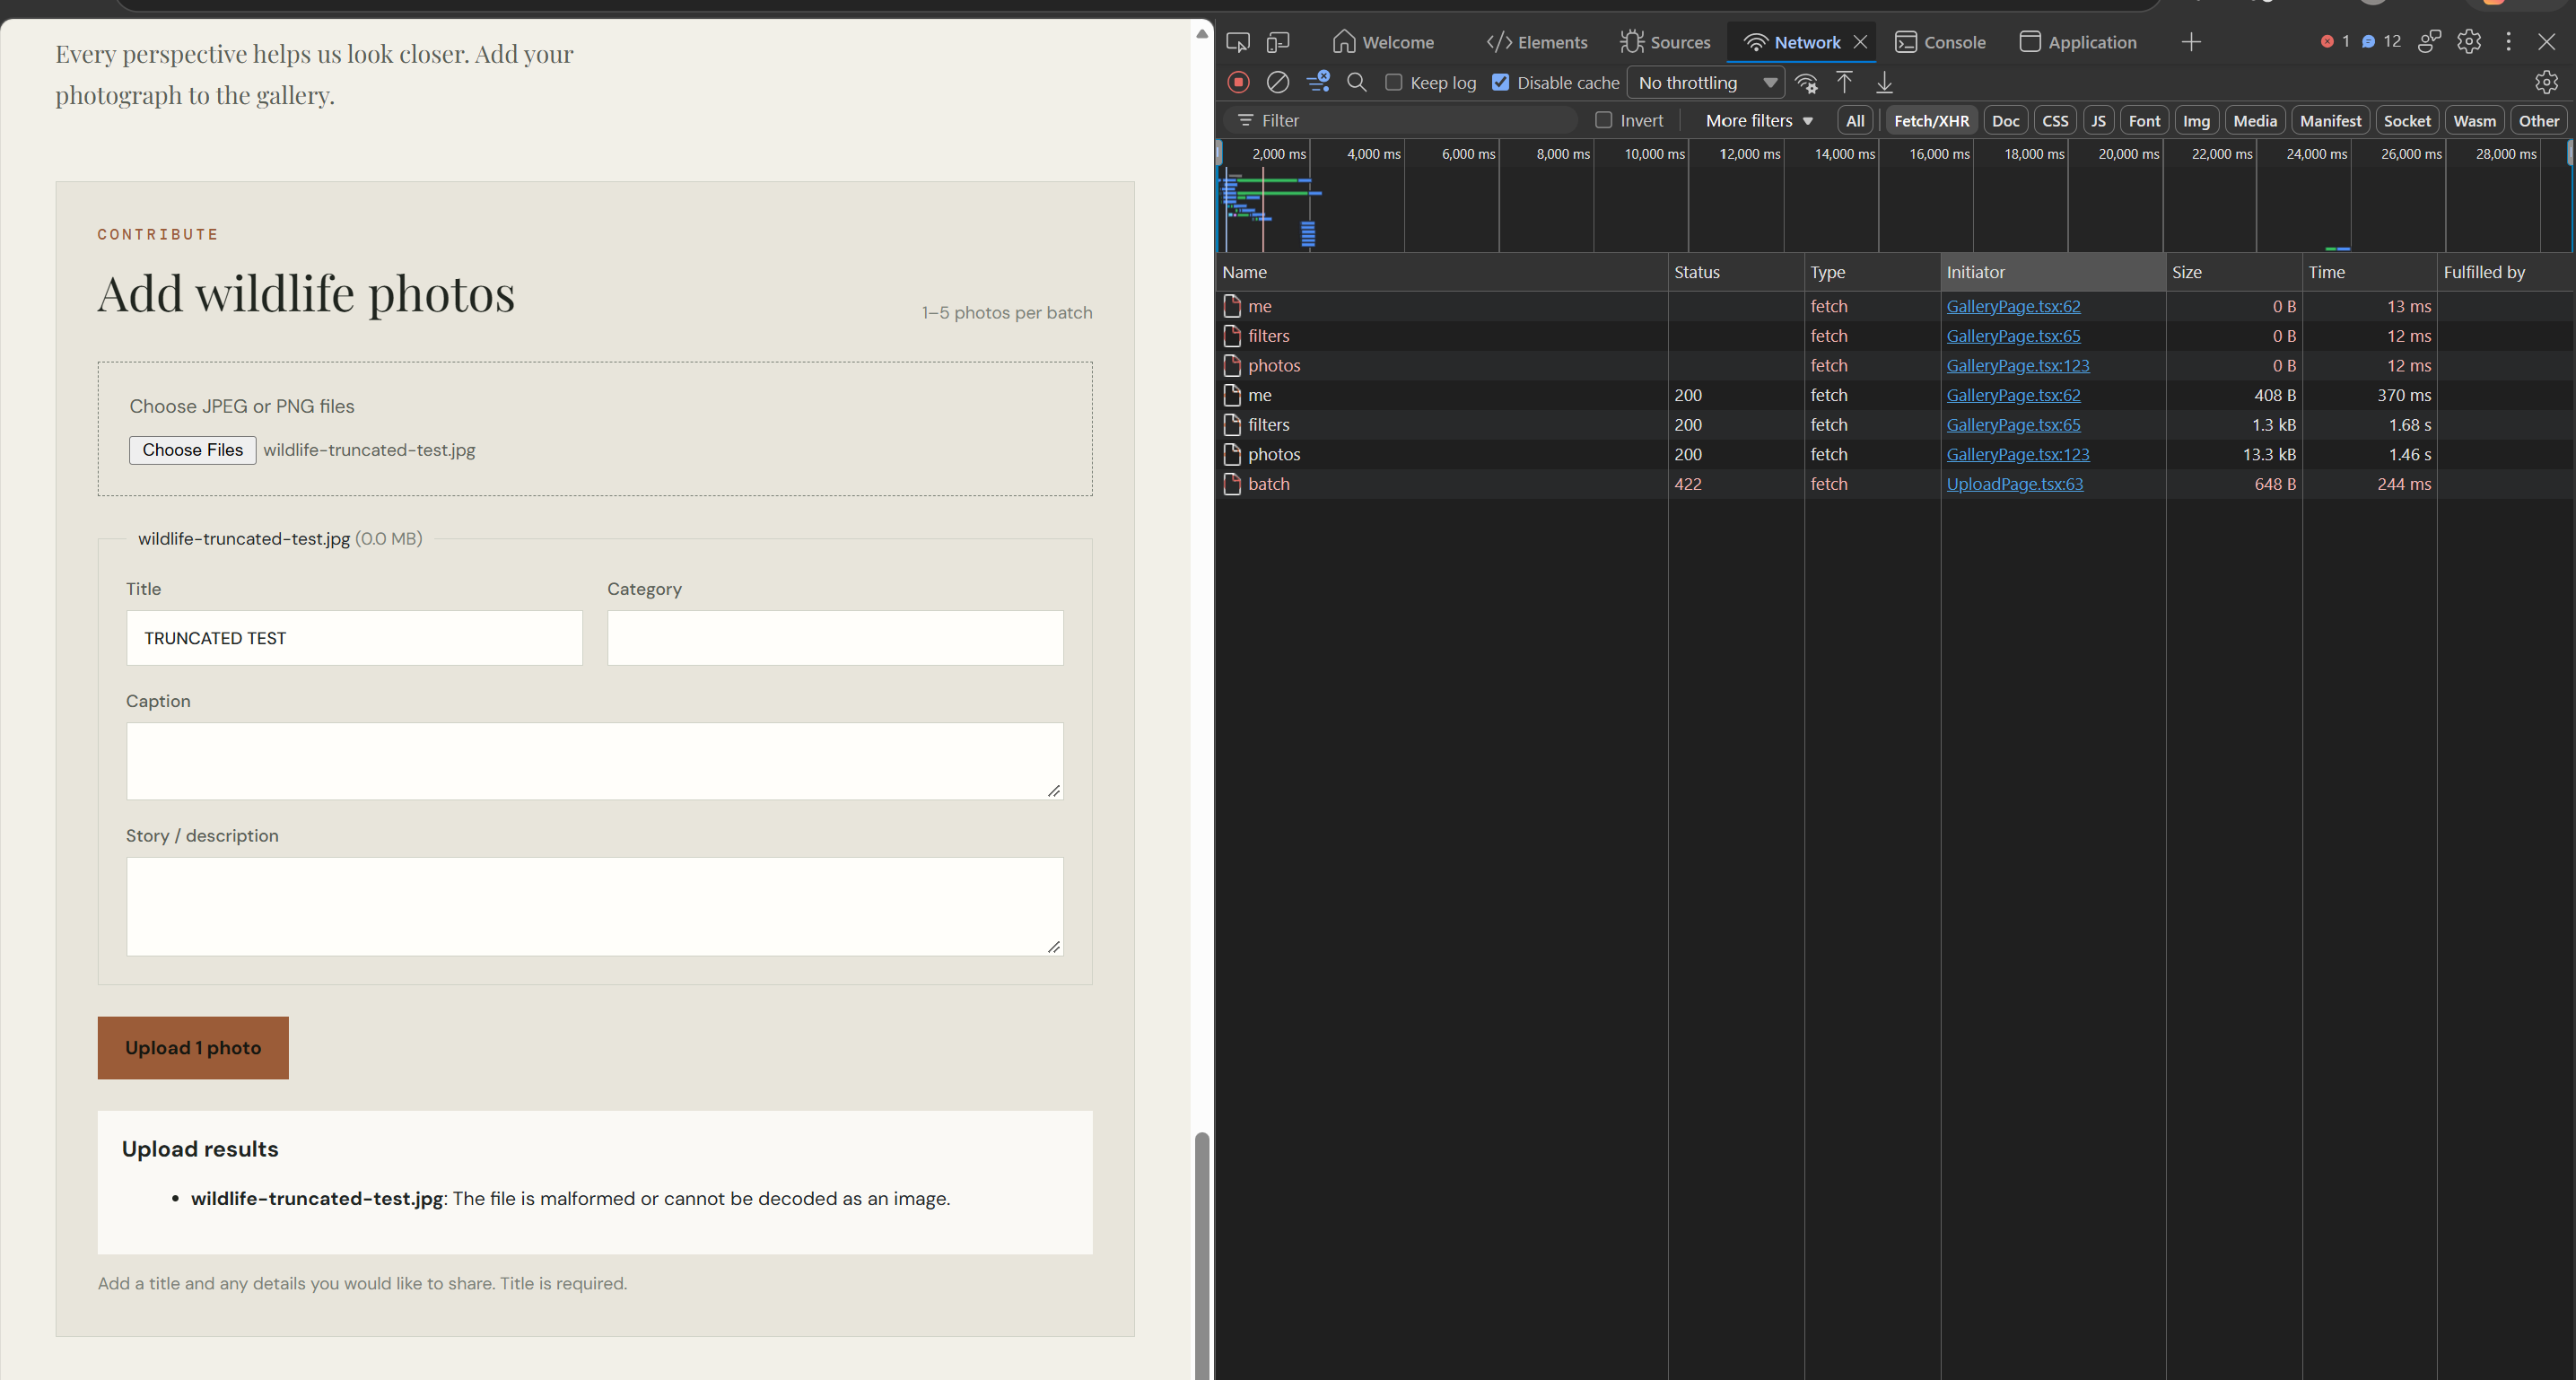 Every perspective helps us look closer. Add your
photograph to the gallery.
CONTRIBUTE
Add wildlife photos
1–5 photos per batch
Choose JPEG or PNG files
Choose Files wildlife-truncated-test.jpg
wildlife-truncated-test.jpg (0.0 MB)
Title Category
TRUNCATED TEST
Caption
Story / description
Upload 1 photo
Upload results
• wildlife-truncated-test.jpg: The file is malformed or cannot be decoded as an image.
Add a title and any details you would like to share. Title is required.
Welcome Elements Sources Network Console Application 1 12
Keep log Disable cache No throttling
Filter Invert More filters All Fetch/XHR Doc CSS JS Font Img Media Manifest Socket Wasm Other
2,000 ms 4,000 ms 6,000 ms 8,000 ms 10,000 ms 12,000 ms 14,000 ms 16,000 ms 18,000 ms 20,000 ms 22,000 ms 24,000 ms 26,000 ms 28,000 ms
Name Status Type Initiator Size Time Fulfilled by
me fetch GalleryPage.tsx:62 0 B 13 ms
filters fetch GalleryPage.tsx:65 0 B 12 ms
photos fetch GalleryPage.tsx:123 0 B 12 ms
me 200 fetch GalleryPage.tsx:62 408 B 370 ms
filters 200 fetch GalleryPage.tsx:65 1.3 kB 1.68 s
photos 200 fetch GalleryPage.tsx:123 13.3 kB 1.46 s
batch 422 fetch UploadPage.tsx:63 648 B 244 ms